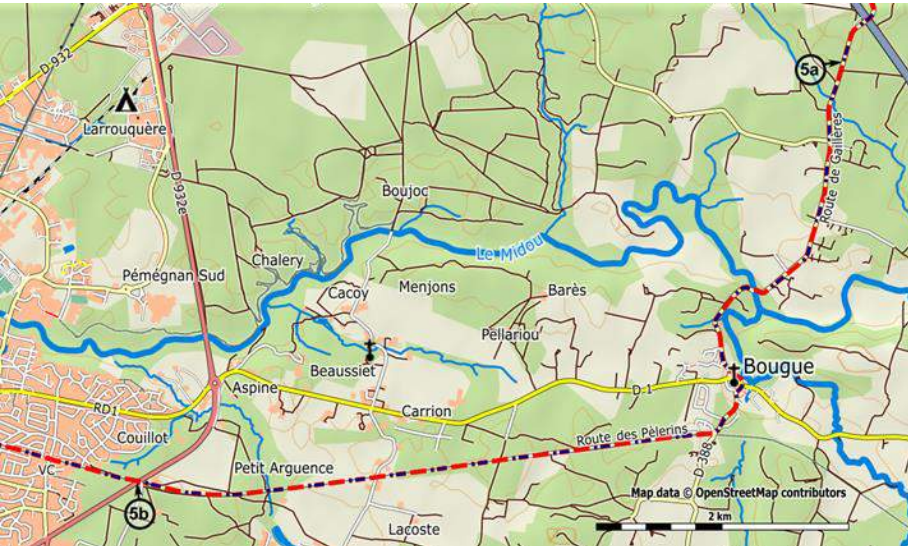 D 932
5a
Larrouquère
D 932e
Route de Gaillères
Boujoc
Le Midou
Chalery
Pémégnan Sud
Cacoy
Menjons
Barès
Pellariou
Beaussiet
Bougue
Aspine
D.1
RD1
Carrion
Couillot
Route des Pèlerins
VC
Petit Arguence
D 388
Map data © OpenStreetMap contributors
5b
2 km
Lacoste